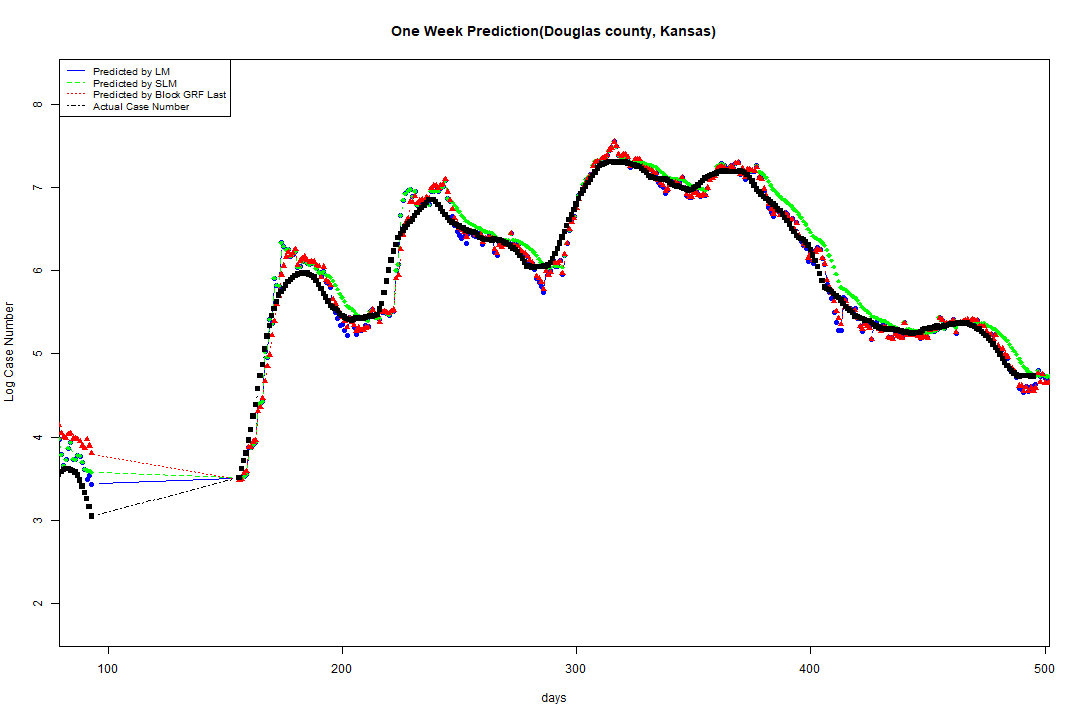 One Week Prediction(Douglas county, Kansas)
Predicted by LM
Predicted by SLM
Predicted by Block GRF Last
Actual Case Number
8
7
6
5
4
3
2
Log Case Number
100 200 300 400 500
days